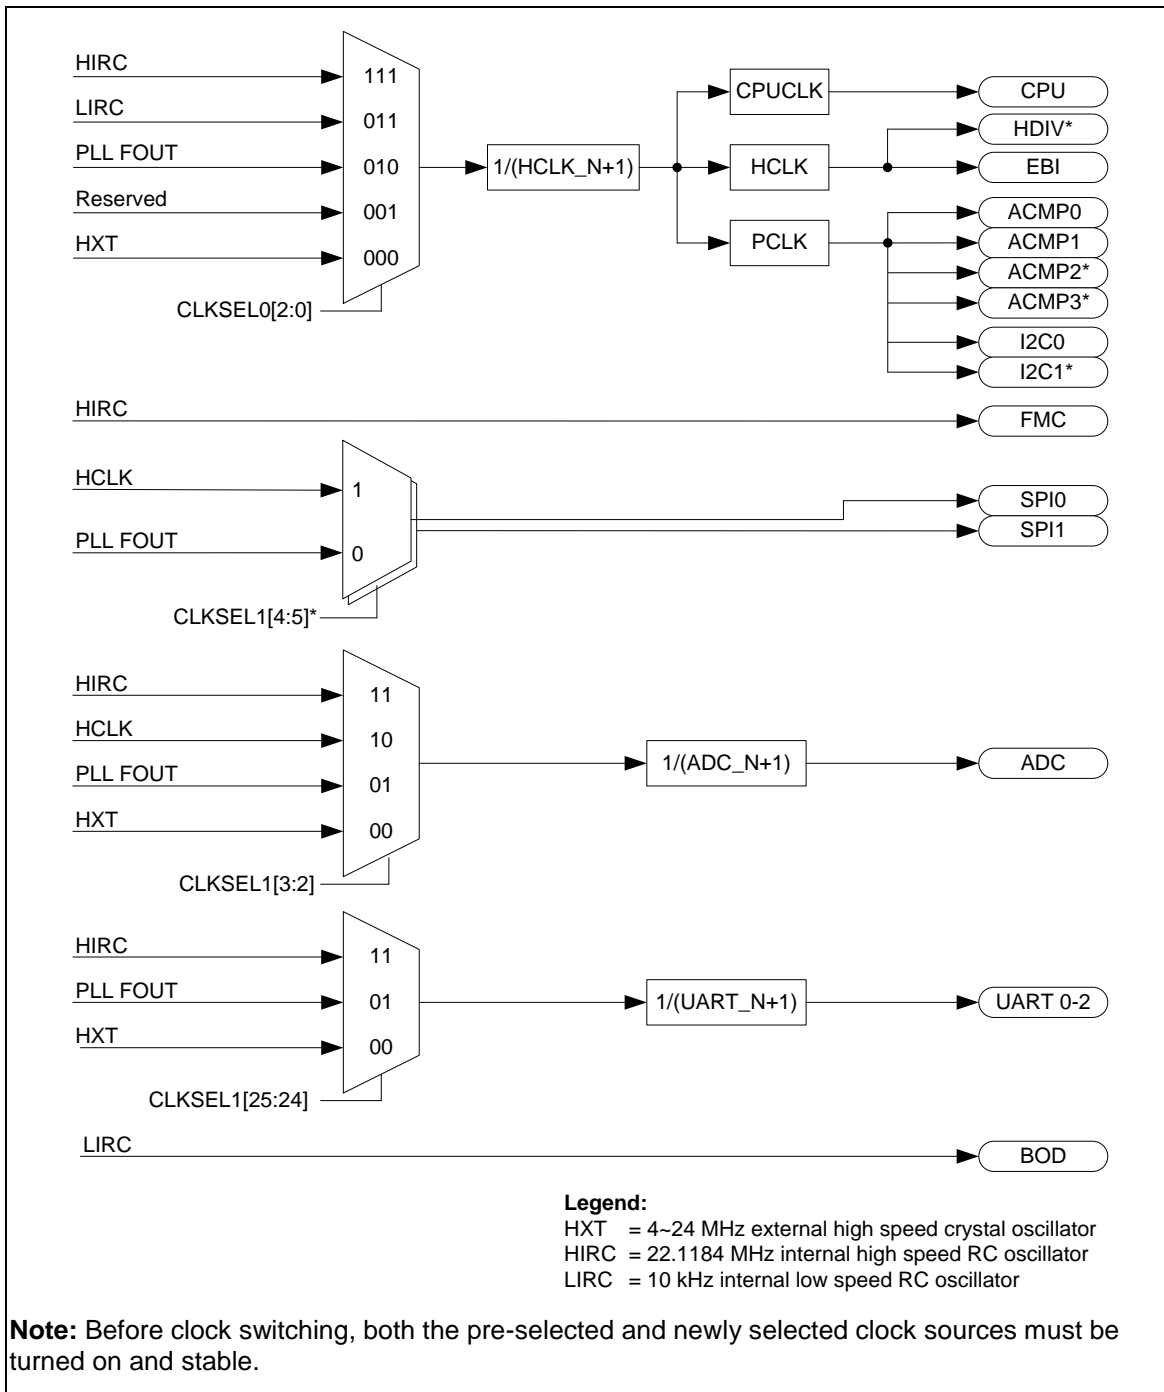 HIRC
LIRC
PLL FOUT
Reserved
HXT
111
011
010
001
000
CLKSEL0[2:0]
1/(HCLK_N+1)
CPUCLK
HCLK
PCLK
CPU
HDIV*
EBI
ACMP0
ACMP1
ACMP2*
ACMP3*
I2C0
I2C1*
HIRC
FMC
HCLK
PLL FOUT
1
0
CLKSEL1[4:5]*
SPI0
SPI1
HIRC
HCLK
PLL FOUT
HXT
11
10
01
00
CLKSEL1[3:2]
1/(ADC_N+1)
ADC
HIRC
PLL FOUT
HXT
11
01
00
CLKSEL1[25:24]
1/(UART_N+1)
UART 0-2
LIRC
BOD
Legend:
HXT = 4~24 MHz external high speed crystal oscillator
HIRC = 22.1184 MHz internal high speed RC oscillator
LIRC = 10 kHz internal low speed RC oscillator
Note: Before clock switching, both the pre-selected and newly selected clock sources must be
turned on and stable.